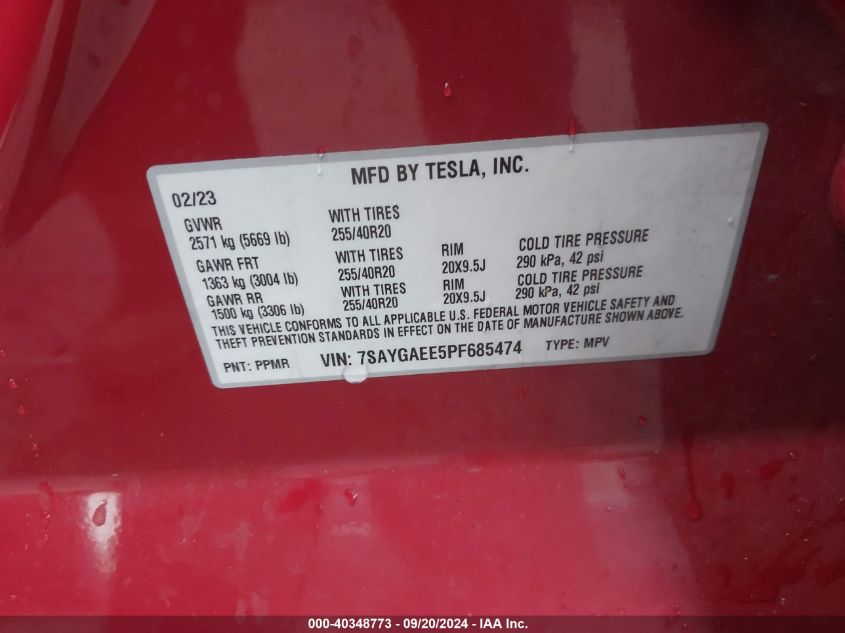 MFD BY TESLA, INC.
02/23
GVWR
2571 kg (5669 lb)
WITH TIRES
255/40R20
GAWR FRT
1363 kg (3004 lb)
WITH TIRES
255/40R20
RIM
20X9.5J
COLD TIRE PRESSURE
290 kPa, 42 psi
GAWR RR
1500 kg (3306 lb)
WITH TIRES
255/40R20
RIM
20X9.5J
COLD TIRE PRESSURE
290 kPa, 42 psi
THIS VEHICLE CONFORMS TO ALL APPLICABLE U.S. FEDERAL MOTOR VEHICLE SAFETY AND
THEFT PREVENTION STANDARDS IN EFFECT ON THE DATE OF MANUFACTURE SHOWN ABOVE.
PNT: PPMR VIN: 7SAYGAEE5PF685474 TYPE: MPV
000-40348773 - 09/20/2024 - IAA Inc.